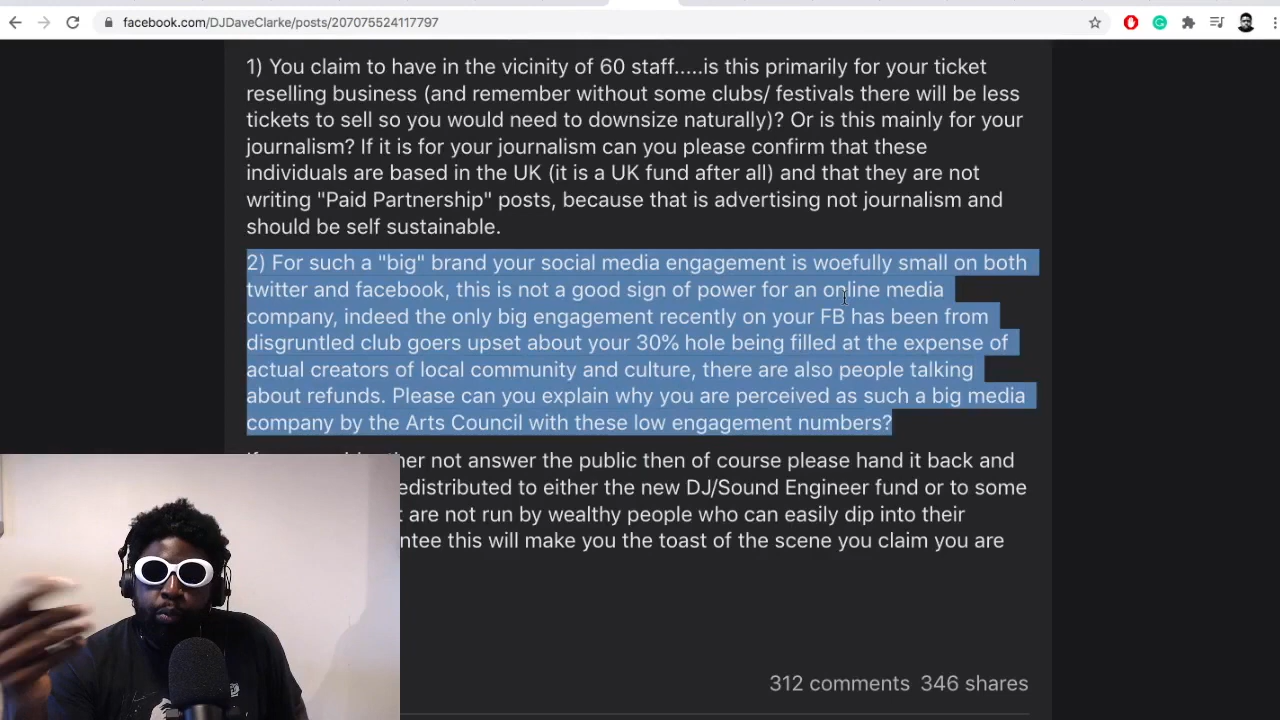 facebook.com/DJDaveClarke/posts/207075524117797
1) You claim to have in the vicinity of 60 staff.....is this primarily for your ticket
reselling business (and remember without some clubs/ festivals there will be less
tickets to sell so you would need to downsize naturally)? Or is this mainly for your
journalism? If it is for your journalism can you please confirm that these
individuals are based in the UK (it is a UK fund after all) and that they are not
writing "Paid Partnership" posts, because that is advertising not journalism and
should be self sustainable.
2) For such a "big" brand your social media engagement is woefully small on both
twitter and facebook, this is not a good sign of power for an online media
company, indeed the only big engagement recently on your FB has been from
disgruntled club goers upset about your 30% hole being filled at the expense of
actual creators of local community and culture, there are also people talking
about refunds. Please can you explain why you are perceived as such a big media
company by the Arts Council with these low engagement numbers?
not answer the public then of course please hand it back and
edistributed to either the new DJ/Sound Engineer fund or to some
are not run by wealthy people who can easily dip into their
ntee this will make you the toast of the scene you claim you are
312 comments 346 shares